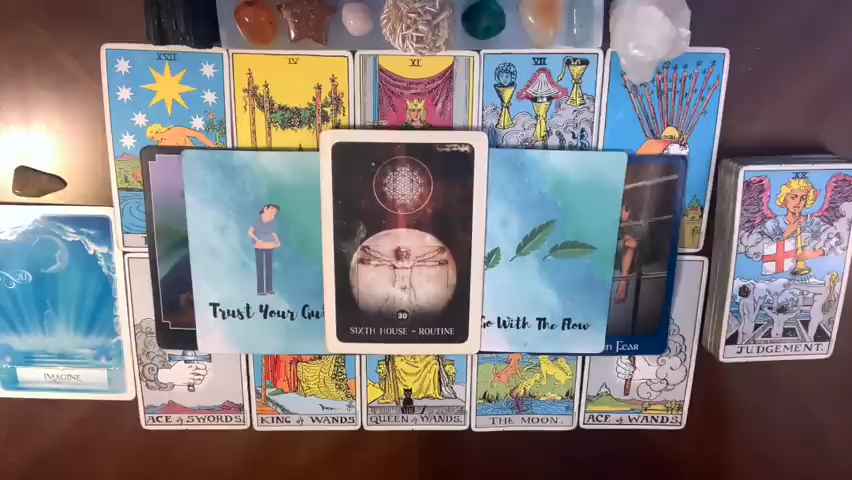 XVII
IV
XI
VII
XX
Trust Your Gu
30
SIXTH HOUSE - ROUTINE
Go With The Flow
n Fear
20
IMAGINE
JUDGEMENT.
ACE of SWORDS.
KING of WANDS.
QUEEN of WANDS.
THE MOON.
ACE of WANDS.